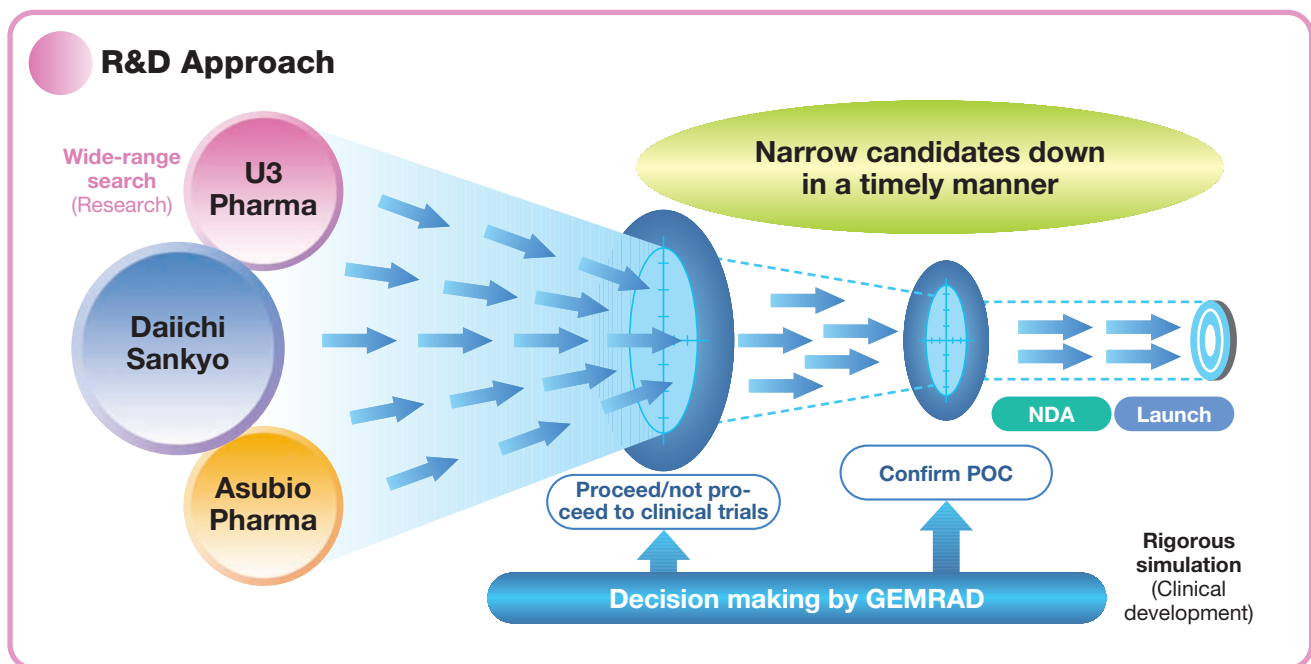 R&D Approach
Wide-range
search
(Research)
U3
Pharma
Daiichi
Sankyo
Asubio
Pharma
Narrow candidates down
in a timely manner
NDA
Launch
Proceed/not pro-
ceed to clinical trials
Confirm POC
Decision making by GEMRAD
Rigorous
simulation
(Clinical
development)